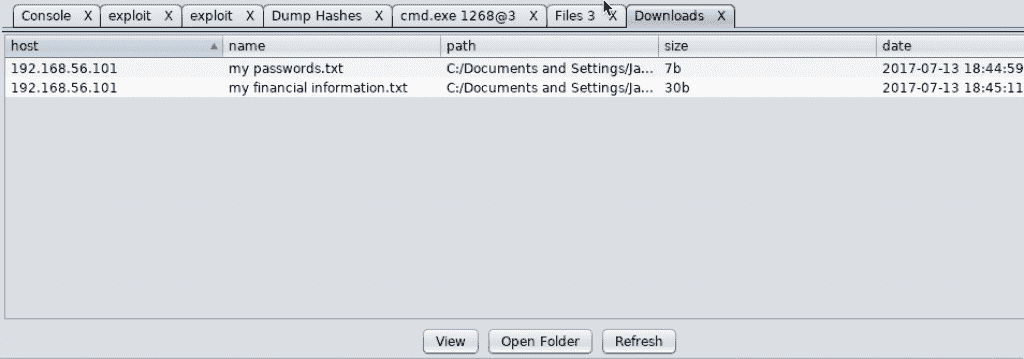 Console X exploit X exploit X Dump Hashes X cmd.exe 1268@3 X Files 3 X Downloads X
host name path size date
192.168.56.101 my passwords.txt C:/Documents and Settings/Ja... 7b 2017-07-13 18:44:59
192.168.56.101 my financial information.txt C:/Documents and Settings/Ja... 30b 2017-07-13 18:45:11
View Open Folder Refresh